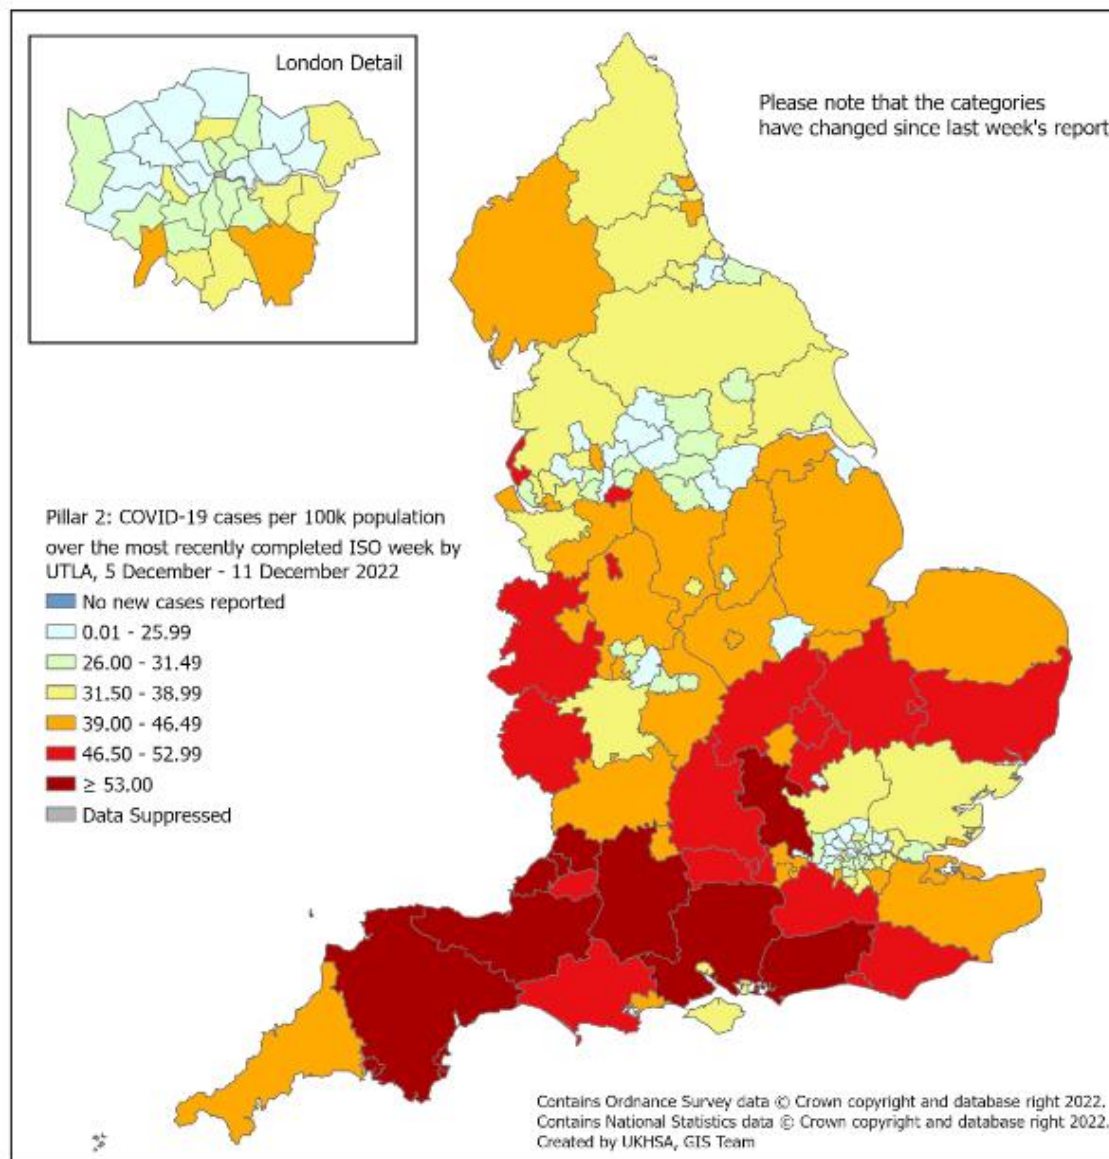 London Detail
Please note that the categories
have changed since last week's report
Pillar 2: COVID-19 cases per 100k population
over the most recently completed ISO week by
UTLA, 5 December - 11 December 2022
No new cases reported
0.01 - 25.99
26.00 - 31.49
31.50 - 38.99
39.00 - 46.49
46.50 - 52.99
≥ 53.00
Data Suppressed
Contains Ordnance Survey data © Crown copyright and database right 2022.
Contains National Statistics data © Crown copyright and database right 2022.
Created by UKHSA, GIS Team